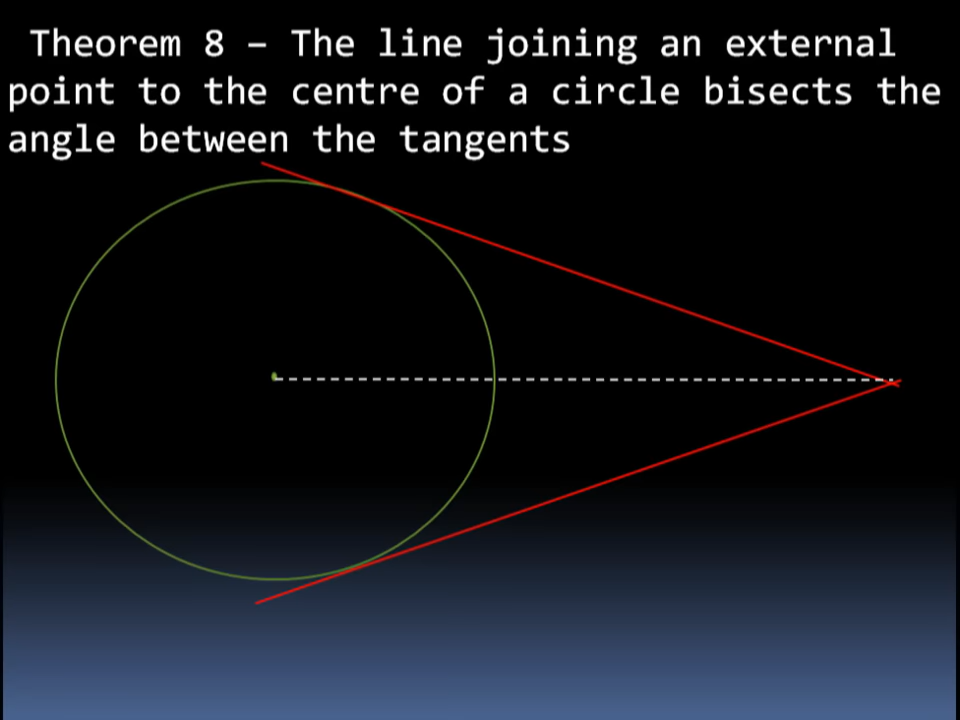 Theorem 8 – The line joining an external
point to the centre of a circle bisects the
angle between the tangents